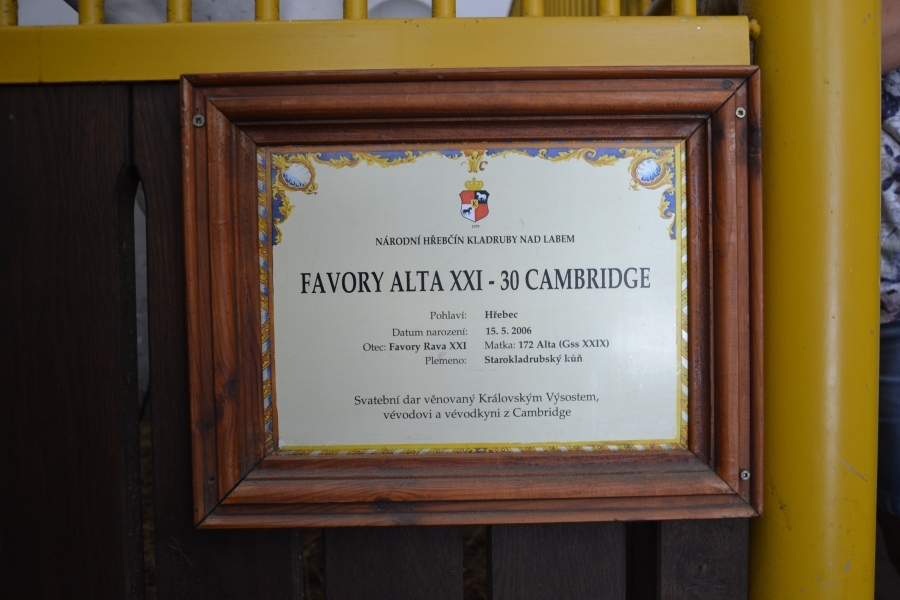 NÁRODNÍ HŘEBČÍN KLADRUBY NAD LABEM
FAVORY ALTA XXI - 30 CAMBRIDGE
Pohlaví: Hřebec
Datum narození: 15. 5. 2006
Otec: Favory Rava XXI Matka: 172 Alta (Gss XXIX)
Plemeno: Starokladrubský kůň
Svatební dar věnovaný Královským Výsostem,
vévodovi a vévodkyni z Cambridge